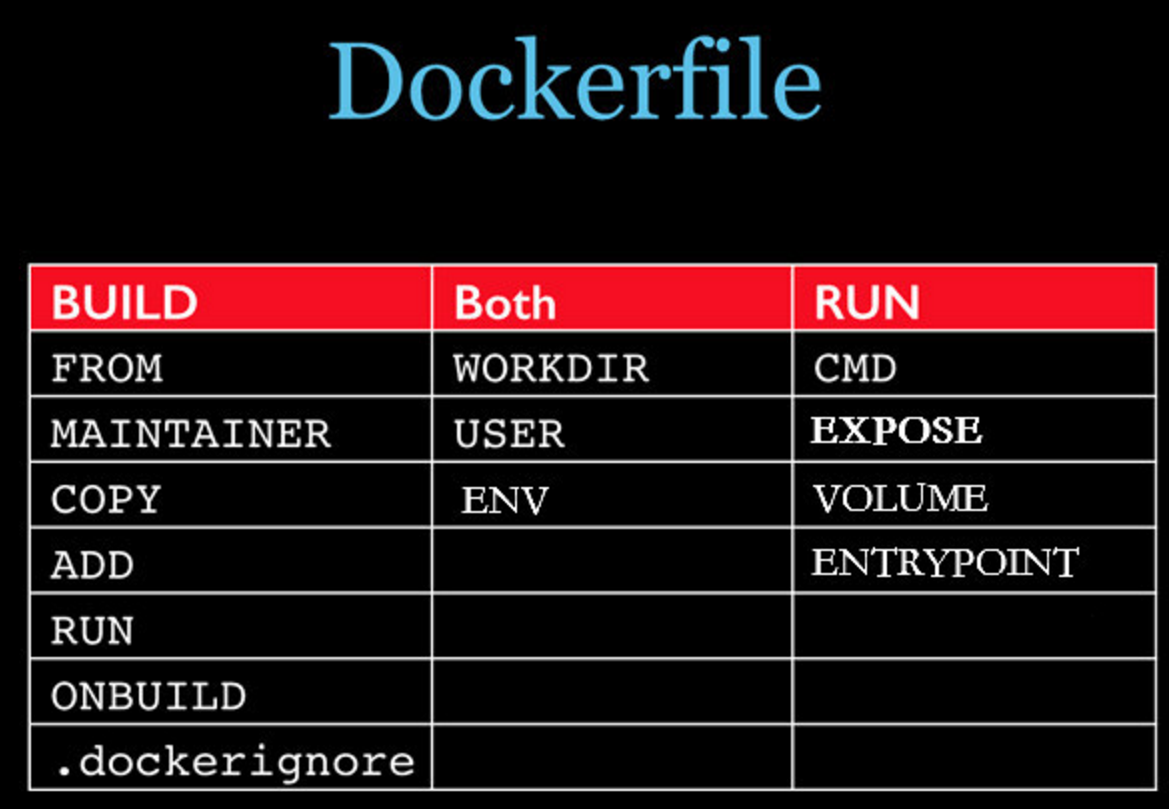 Dockerfile
BUILD Both RUN
FROM WORKDIR CMD
MAINTAINER USER EXPOSE
COPY ENV VOLUME
ADD ENTRYPOINT
RUN
ONBUILD
.dockerignore